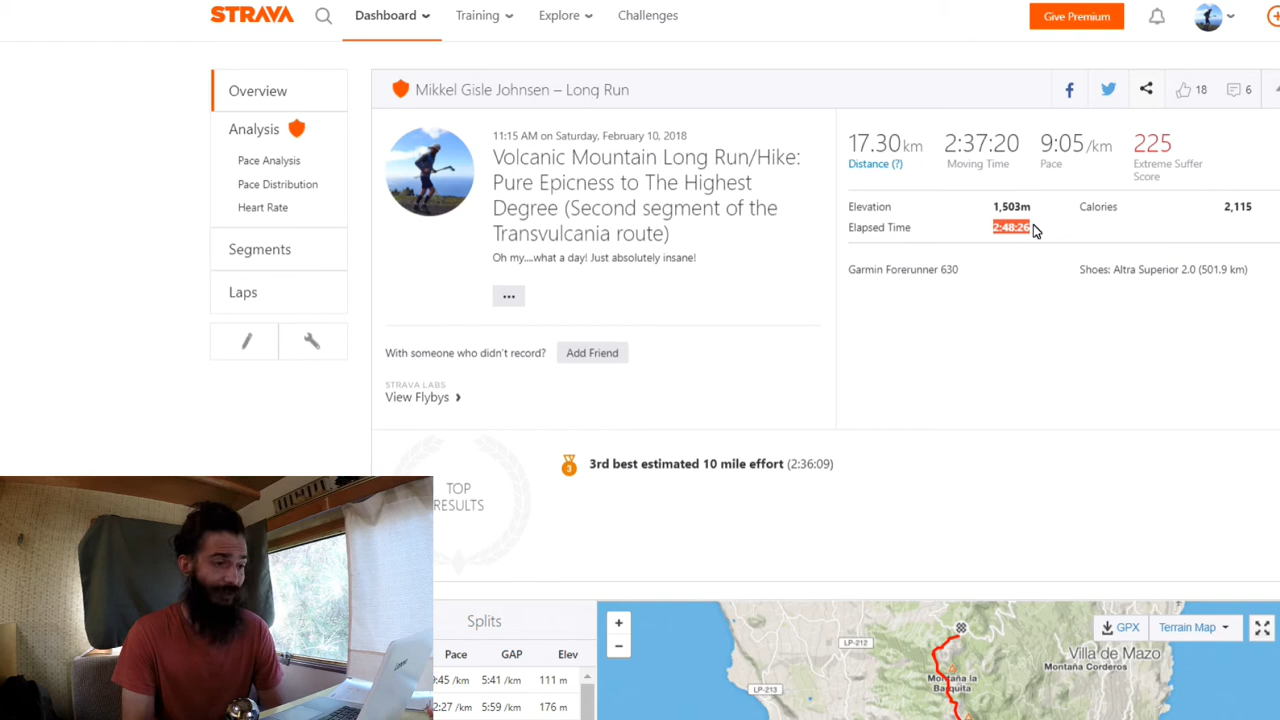 STRAVA
Dashboard
Training
Explore
Challenges
Give Premium
Overview
Analysis
Pace Analysis
Pace Distribution
Heart Rate
Segments
Laps
Mikkel Gisle Johnsen – Long Run
18
6
11:15 AM on Saturday, February 10, 2018
Volcanic Mountain Long Run/Hike:
Pure Epicness to The Highest
Degree (Second segment of the
Transvulcania route)
Oh my....what a day! Just absolutely insane!
...
With someone who didn't record?
Add Friend
STRAVA LABS
View Flybys
17.30km
Distance (?)
2:37:20
Moving Time
9:05/km
Pace
225
Extreme Suffer
Score
Elevation
1,503m
Calories
2,115
Elapsed Time
2:48:26
Garmin Forerunner 630
Shoes: Altra Superior 2.0 (501.9 km)
TOP
RESULTS
3
3rd best estimated 10 mile effort (2:36:09)
Splits
Pace
GAP
Elev
:45 /km
5:41 /km
111 m
:27 /km
5:59 /km
176 m
+
−
LP-212
LP-213
GPX
Terrain Map
Villa de Mazo
Montaña Corderos
Montaña la
Barquita
Lenovo